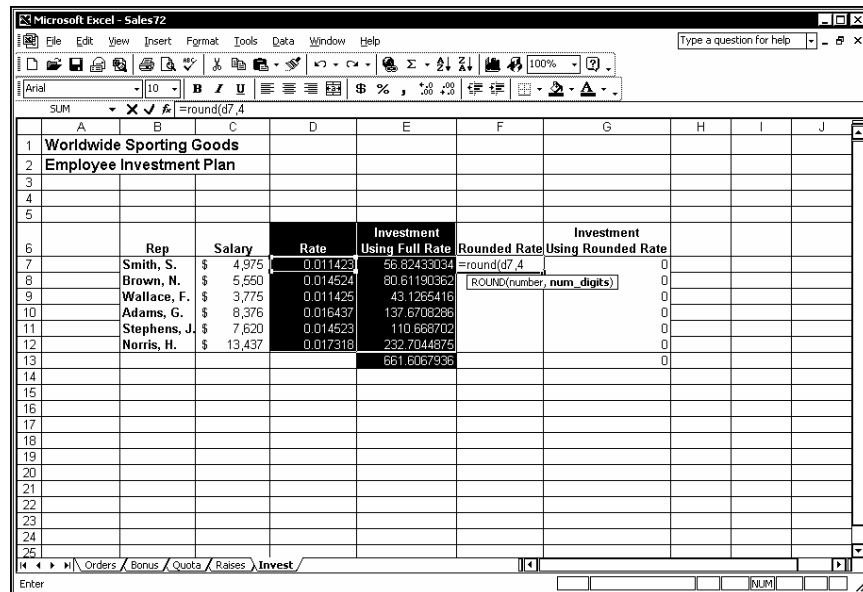 Microsoft Excel - Sales72
File Edit View Insert Format Tools Data Window Help Type a question for help
100%
Arial 10 B I U $ % ,
SUM =round(d7,4
A B C D E F G H I J
1 Worldwide Sporting Goods
2 Employee Investment Plan
3
4
5
Investment Investment
6 Rep Salary Rate Using Full Rate Rounded Rate Using Rounded Rate
7 Smith, S. $ 4,975 0.011423 56.82433034 =round(d7,4 0
8 Brown, N. $ 5,550 0.014524 80.61190362 ROUND(number, num_digits) 0
9 Wallace, F. $ 3,775 0.011425 43.1265416 0
10 Adams, G. $ 8,376 0.016437 137.6708286 0
11 Stephens, J. $ 7,620 0.014523 110.668702 0
12 Norris, H. $ 13,437 0.017318 232.7044875 0
13 661.6067936 0
14
15
16
17
18
19
20
21
22
23
24
25
Orders Bonus Quota Raises Invest
Enter NUM